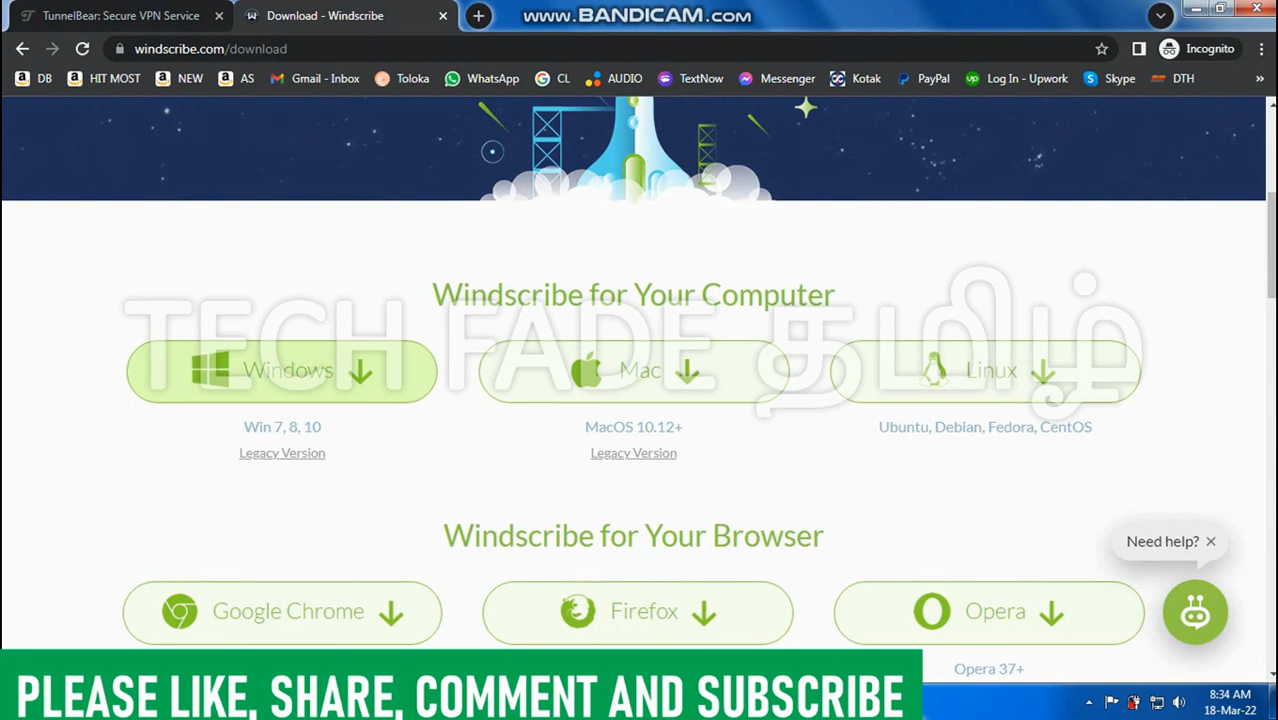 TunnelBear: Secure VPN Service
Download - Windscribe
www.BANDICAM.com
windscribe.com/download
Incognito
DB
HIT MOST
NEW
AS
Gmail - Inbox
Toloka
WhatsApp
CL
AUDIO
TextNow
Messenger
Kotak
PayPal
Log In - Upwork
Skype
DTH
»
Windscribe for Your Computer
TECH FADE தமிழ்
Windows
Mac
Linux
Win 7, 8, 10
MacOS 10.12+
Ubuntu, Debian, Fedora, CentOS
Legacy Version
Legacy Version
Windscribe for Your Browser
Need help?
Google Chrome
Firefox
Opera
Opera 37+
PLEASE LIKE, SHARE, COMMENT AND SUBSCRIBE
8:34 AM
18-Mar-22